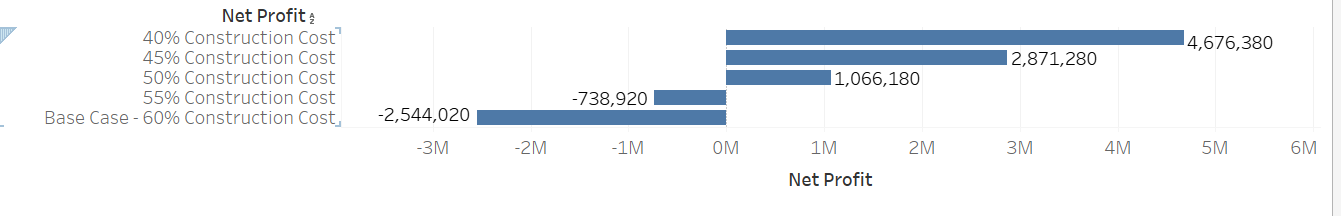 Net Profit
40% Construction Cost 4,676,380
45% Construction Cost 2,871,280
50% Construction Cost 1,066,180
55% Construction Cost -738,920
Base Case - 60% Construction Cost -2,544,020
-3M -2M -1M 0M 1M 2M 3M 4M 5M 6M
Net Profit